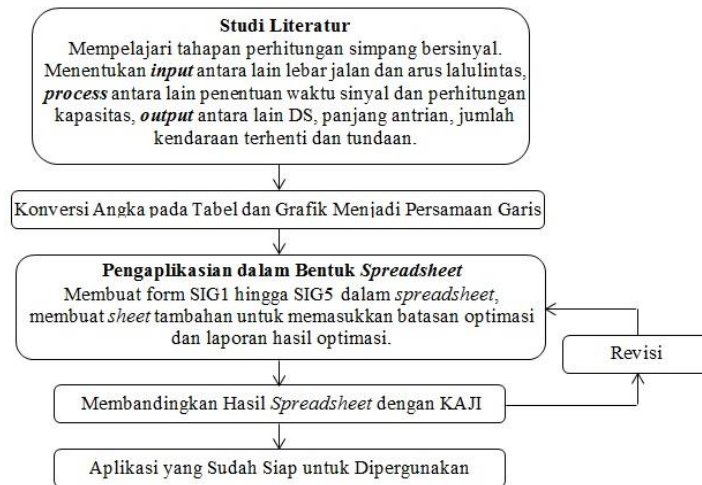 Studi Literatur
Mempelajari tahapan perhitungan simpang bersinyal.
Menentukan input antara lain lebar jalan dan arus lalulintas,
process antara lain penentuan waktu sinyal dan perhitungan
kapasitas, output antara lain DS, panjang antrian, jumlah
kendaraan terhenti dan tundaan.
Konversi Angka pada Tabel dan Grafik Menjadi Persamaan Garis
Pengaplikasian dalam Bentuk Spreadsheet
Membuat form SIG1 hingga SIG5 dalam spreadsheet,
membuat sheet tambahan untuk memasukkan batasan optimasi
dan laporan hasil optimasi.
Revisi
Membandingkan Hasil Spreadsheet dengan KAJI
Aplikasi yang Sudah Siap untuk Dipergunakan